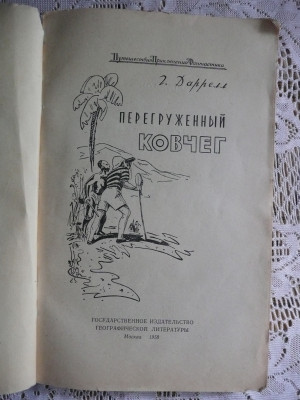 Путешествия Приключения Фантастика
Д. Даррелл
ПЕРЕГРУЖЕННЫЙ
КОВЧЕГ
ГОСУДАРСТВЕННОЕ ИЗДАТЕЛЬСТВО
ГЕОГРАФИЧЕСКОЙ ЛИТЕРАТУРЫ
Москва 1958